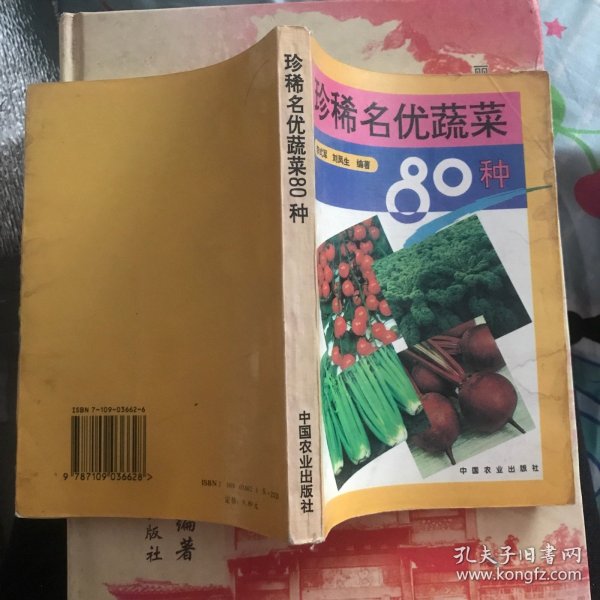 珍稀名优蔬菜
刘凤生 编著
80种
中国农业出版社
珍稀名优蔬菜80种
中国农业出版社
ISBN 7-109-03662-6
9 787109 036628 >
编著
版社
孔夫子旧书网
www.kongfz.com